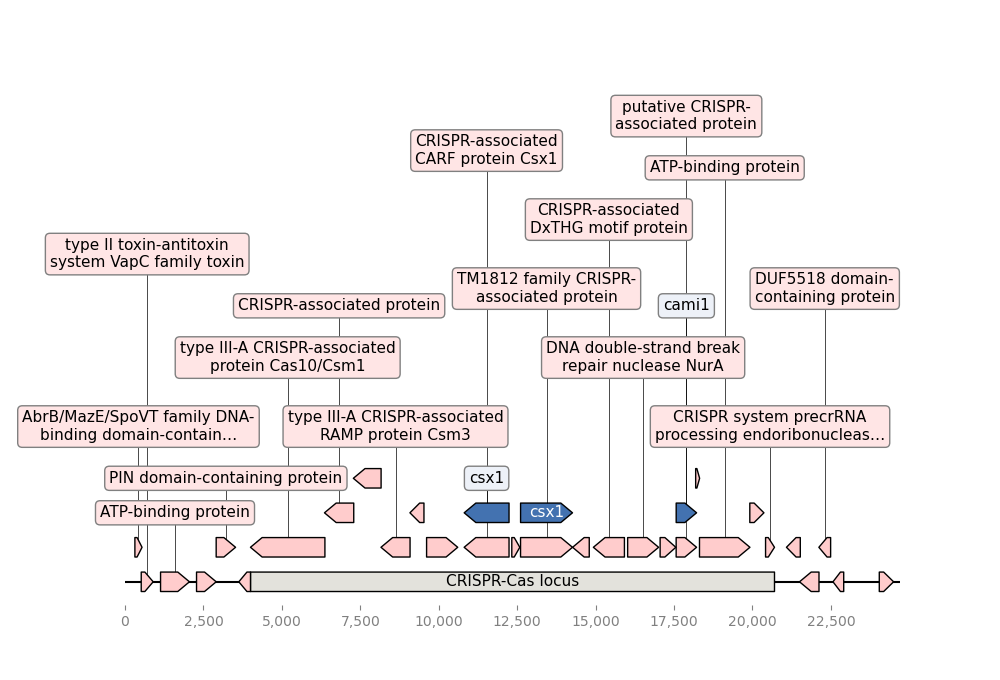 putative CRISPR-
associated protein
CRISPR-associated
CARF protein Csx1
ATP-binding protein
CRISPR-associated
DxTHG motif protein
type II toxin-antitoxin
system VapC family toxin
TM1812 family CRISPR-
associated protein
DUF5518 domain-
containing protein
CRISPR-associated protein
cami1
type III-A CRISPR-associated
protein Cas10/Csm1
DNA double-strand break
repair nuclease NurA
AbrB/MazE/SpoVT family DNA-
binding domain-contain…
type III-A CRISPR-associated
RAMP protein Csm3
CRISPR system precrRNA
processing endoribonucleas…
PIN domain-containing protein
csx1
ATP-binding protein
csx1
CRISPR-Cas locus
0 2,500 5,000 7,500 10,000 12,500 15,000 17,500 20,000 22,500